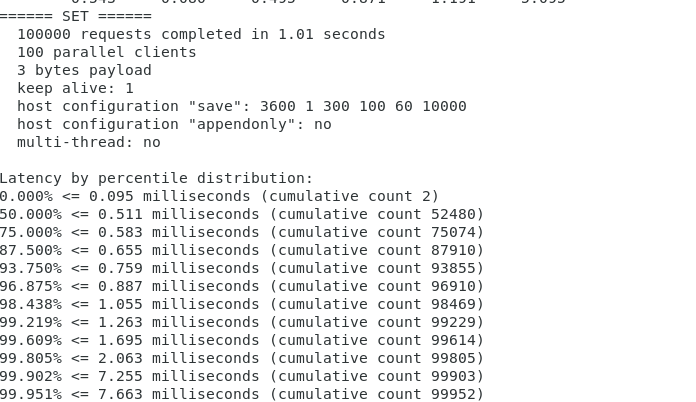 ====== SET ======
100000 requests completed in 1.01 seconds
100 parallel clients
3 bytes payload
keep alive: 1
host configuration "save": 3600 1 300 100 60 10000
host configuration "appendonly": no
multi-thread: no
Latency by percentile distribution:
0.000% <= 0.095 milliseconds (cumulative count 2)
50.000% <= 0.511 milliseconds (cumulative count 52480)
75.000% <= 0.583 milliseconds (cumulative count 75074)
87.500% <= 0.655 milliseconds (cumulative count 87910)
93.750% <= 0.759 milliseconds (cumulative count 93855)
96.875% <= 0.887 milliseconds (cumulative count 96910)
98.438% <= 1.055 milliseconds (cumulative count 98469)
99.219% <= 1.263 milliseconds (cumulative count 99229)
99.609% <= 1.695 milliseconds (cumulative count 99614)
99.805% <= 2.063 milliseconds (cumulative count 99805)
99.902% <= 7.255 milliseconds (cumulative count 99903)
99.951% <= 7.663 milliseconds (cumulative count 99952)